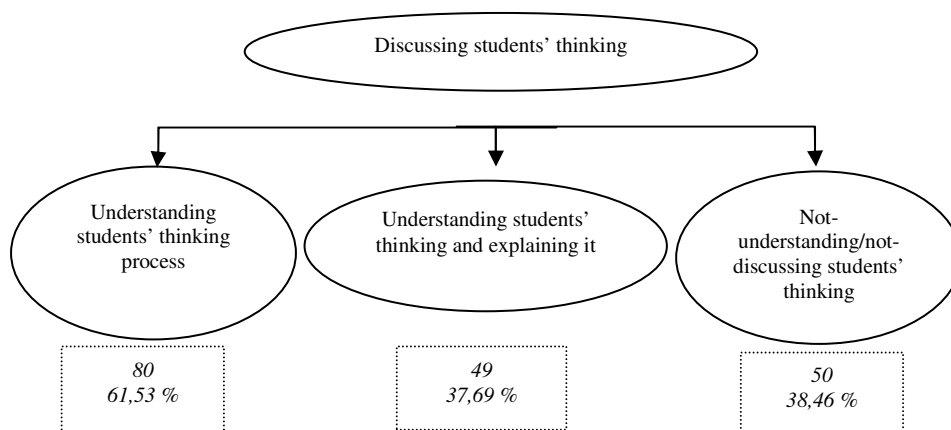 Discussing students’ thinking
Understanding
students’ thinking
process
Understanding students’
thinking and explaining it
Not-
understanding/not-
discussing students’
thinking
80
61,53 %
49
37,69 %
50
38,46 %